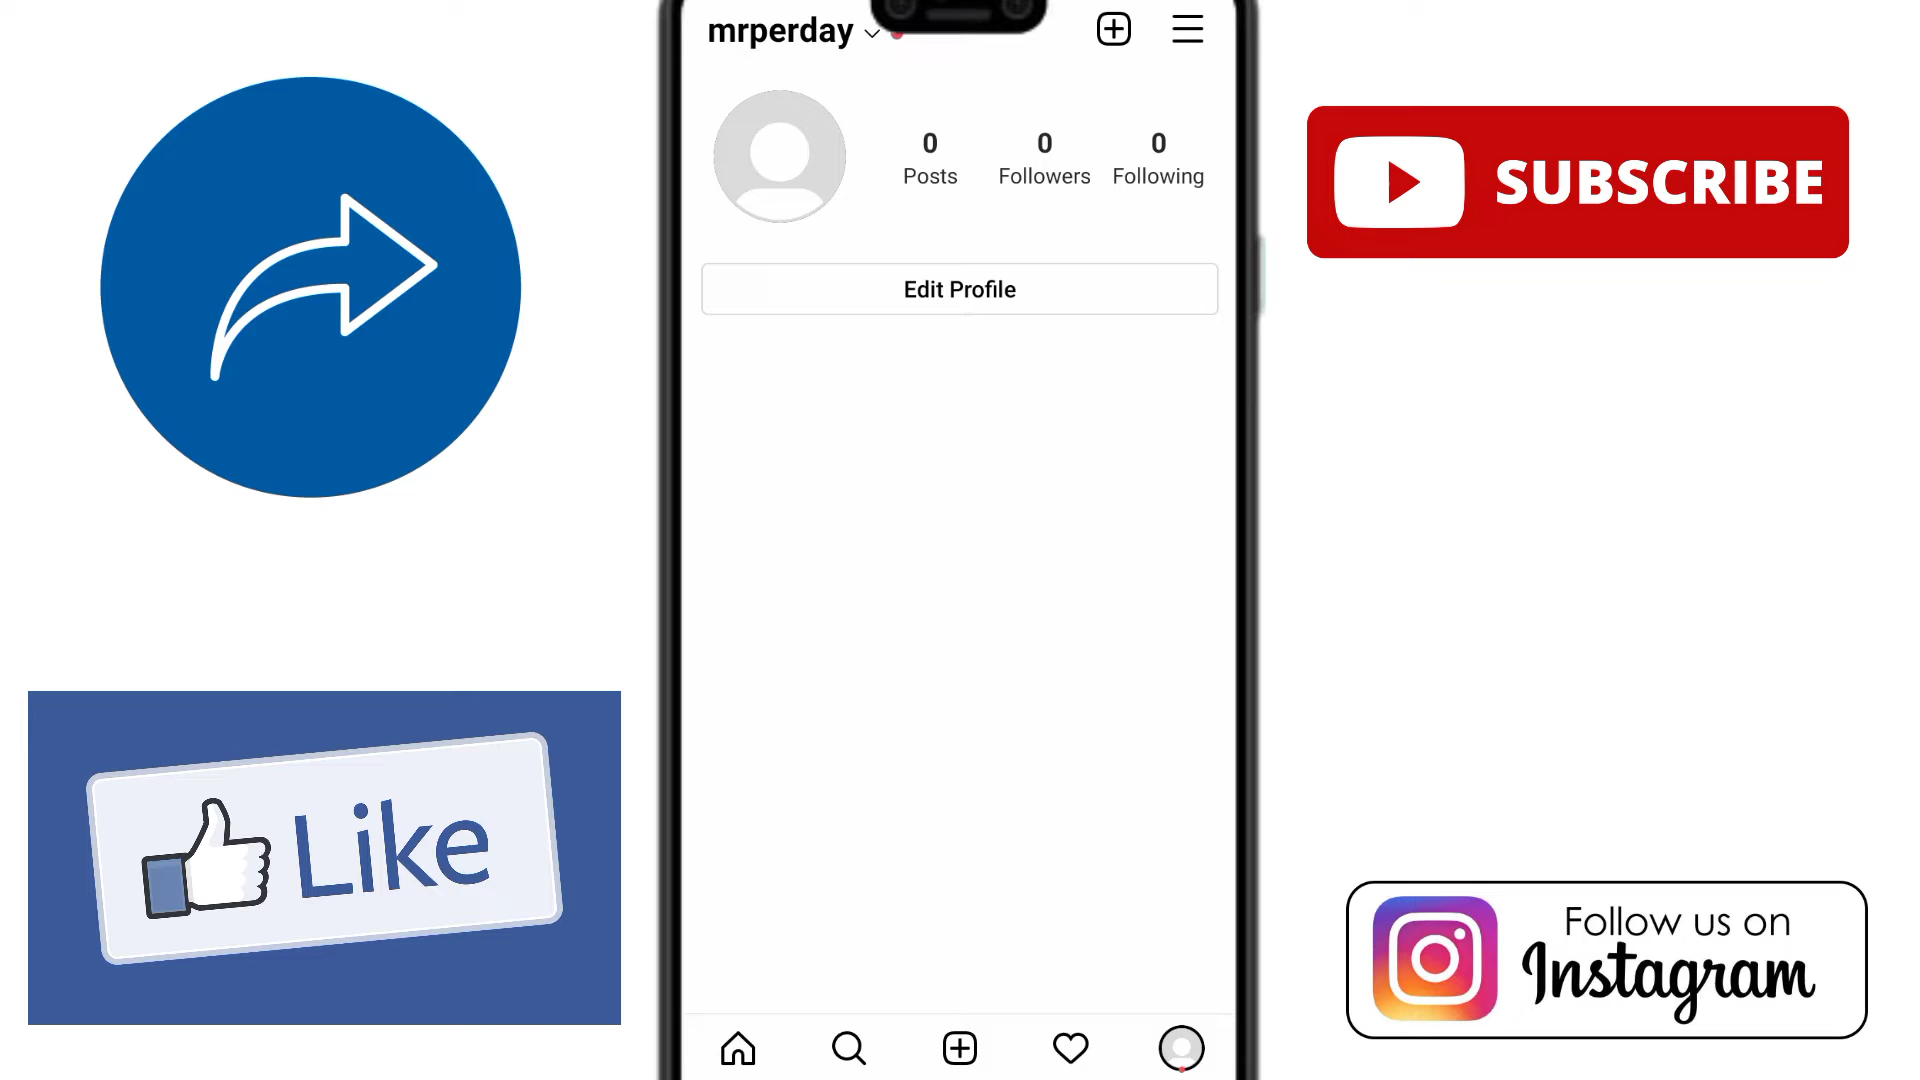 mrperday
0 0 0
Posts Followers Following
Edit Profile
SUBSCRIBE
Like
Follow us on
Instagram